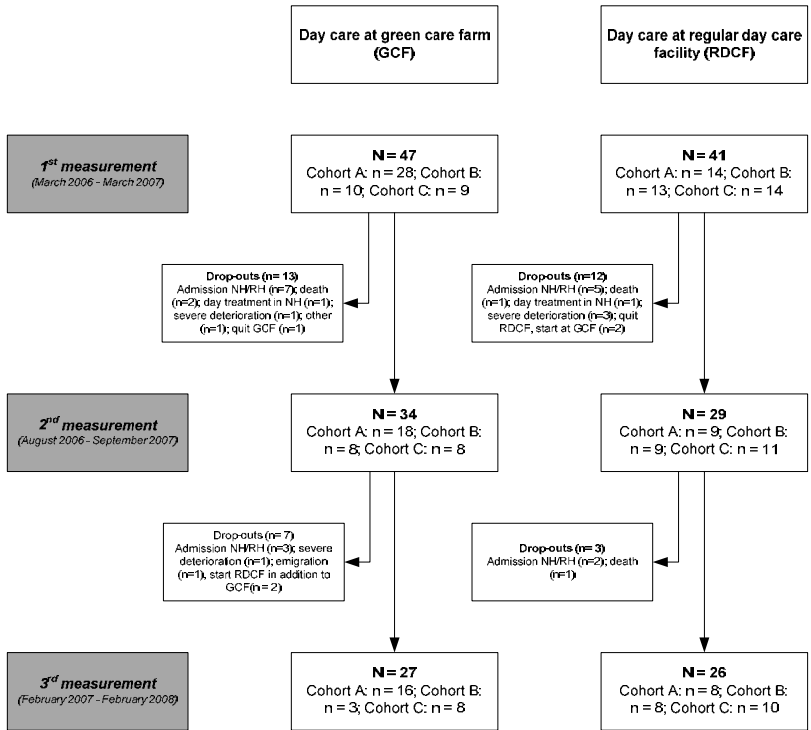 Day care at green care farm
(GCF)
Day care at regular day care
facility (RDCF)
1st measurement
(March 2006 - March 2007)
N = 47
Cohort A: n = 28; Cohort B:
n = 10; Cohort C: n = 9
N = 41
Cohort A: n = 14; Cohort B:
n = 13; Cohort C: n = 14
Drop-outs (n= 13)
Admission NH/RH (n=7); death
(n=2); day treatment in NH (n=1);
severe deterioration (n=1); other
(n=1); quit GCF (n=1)
Drop-outs (n=12)
Admission NH/RH (n=5); death
(n=1); day treatment in NH (n=1);
severe deterioration (n=3); quit
RDCF, start at GCF (n=2)
2nd measurement
(August 2006 - September 2007)
N = 34
Cohort A: n = 18; Cohort B:
n = 8; Cohort C: n = 8
N = 29
Cohort A: n = 9; Cohort B:
n = 9; Cohort C: n = 11
Drop-outs (n= 7)
Admission NH/RH (n=3); severe
deterioration (n=1); emigration
(n=1), start RDCF in addition to
GCF(n = 2)
Drop-outs (n= 3)
Admission NH/RH (n=2); death
(n=1)
3rd measurement
(February 2007 - February 2008)
N = 27
Cohort A: n = 16; Cohort B:
n = 3; Cohort C: n = 8
N = 26
Cohort A: n = 8; Cohort B:
n = 8; Cohort C: n = 10